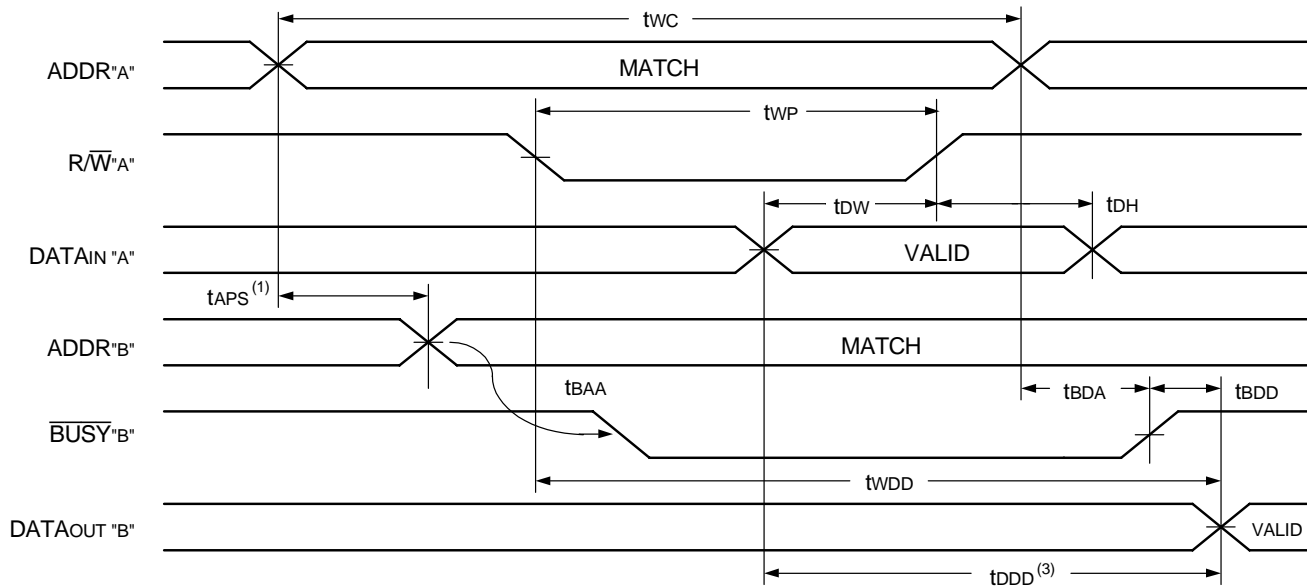 tWC
ADDR"A"
MATCH
tWP
R/W̅"A"
tDW
tDH
DATAIN "A"
VALID
tAPS (1)
ADDR"B"
MATCH
tBAA
tBDA
tBDD
B̅U̅S̅Y̅"B"
tWDD
DATAOUT "B"
VALID
tDDD (3)